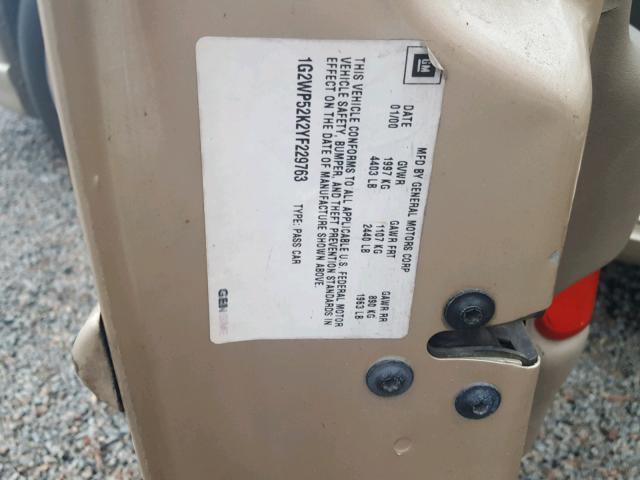 GM
MFD BY GENERAL MOTORS CORP
DATE GVWR GAWR FRT GAWR RR
01/00 1997 KG 1107 KG 890 KG
4403 LB 2440 LB 1963 LB
THIS VEHICLE CONFORMS TO ALL APPLICABLE U.S. FEDERAL MOTOR
VEHICLE SAFETY, BUMPER, AND THEFT PREVENTION STANDARDS IN
EFFECT ON THE DATE OF MANUFACTURE SHOWN ABOVE.
1G2WP52K2YF229763 TYPE: PASS CAR